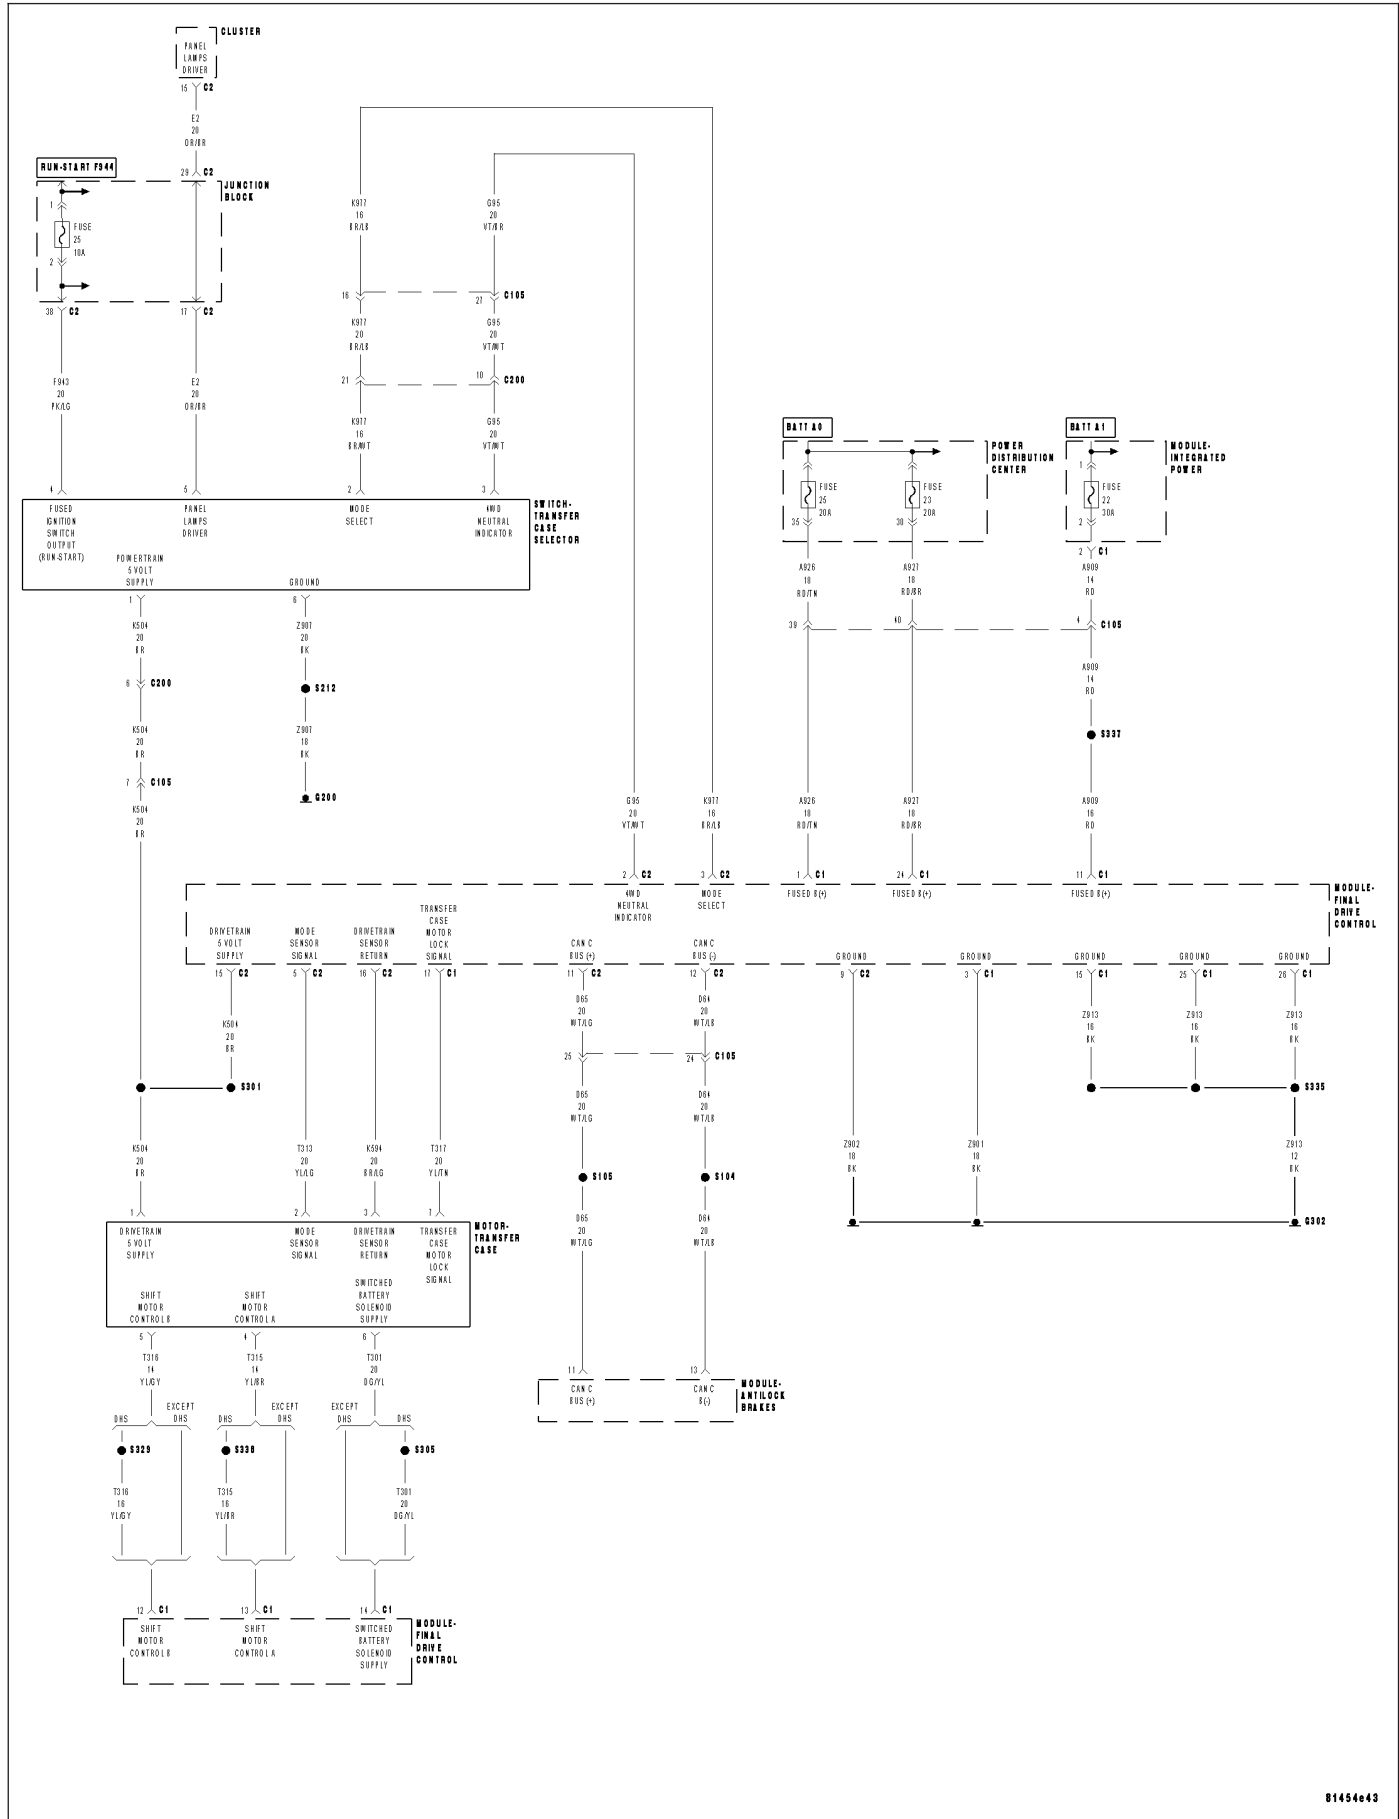 CLUSTER
PANEL
LAMPS
DRIVER
15 C2
E2
20
OR/BR
29 C2
RUN-START F944
JUNCTION
BLOCK
1
FUSE
25
10A
2
38 C2
17 C2
F943
20
PK/LG
E2
20
OR/BR
K977
16
BR/LB
G95
20
VT/BR
16
27 C105
K977
20
BR/LB
G95
20
VT/WT
21
10 C200
K977
16
BR/WT
G95
20
VT/WT
4
5
2
3
FUSED
IGNITION
SWITCH
OUTPUT
(RUN-START)
PANEL
LAMPS
DRIVER
MODE
SELECT
4WD
NEUTRAL
INDICATOR
SWITCH-
TRANSFER
CASE
SELECTOR
POWERTRAIN
5 VOLT
SUPPLY
GROUND
1
6
K504
20
BR
Z907
20
BK
6 C200
S212
K504
20
BR
Z907
18
BK
7 C105
G200
K504
20
BR
BATT A0
POWER
DISTRIBUTION
CENTER
FUSE
25
20A
FUSE
23
20A
35
30
BATT A1
MODULE-
INTEGRATED
POWER
1
FUSE
22
30A
2
2 C1
A926
18
RD/TN
A927
18
RD/BR
A909
14
RD
39
40
4 C105
A909
14
RD
S337
G95
20
VT/WT
K977
16
BR/LB
A926
18
RD/TN
A927
18
RD/BR
A909
16
RD
2 C2
3 C2
1 C1
24 C1
11 C1
4WD
NEUTRAL
INDICATOR
MODE
SELECT
FUSED B(+)
FUSED B(+)
FUSED B(+)
MODULE-
FINAL
DRIVE
CONTROL
DRIVETRAIN
5 VOLT
SUPPLY
MODE
SENSOR
SIGNAL
DRIVETRAIN
SENSOR
RETURN
TRANSFER
CASE
MOTOR
LOCK
SIGNAL
CAN C
BUS (+)
CAN C
BUS (-)
GROUND
GROUND
GROUND
GROUND
GROUND
15 C2
5 C2
16 C2
17 C1
11 C2
12 C2
9 C2
3 C1
15 C1
25 C1
26 C1
K504
20
BR
D65
20
WT/LG
D64
20
WT/LB
Z913
16
BK
Z913
16
BK
Z913
16
BK
25
24 C105
S301
S335
D65
20
WT/LG
D64
20
WT/LB
K504
20
BR
T313
20
YL/LG
K594
20
BR/LG
T317
20
YL/TN
Z902
18
BK
Z901
18
BK
Z913
12
BK
S105
S104
1
2
3
7
DRIVETRAIN
5 VOLT
SUPPLY
MODE
SENSOR
SIGNAL
DRIVETRAIN
SENSOR
RETURN
TRANSFER
CASE
MOTOR
LOCK
SIGNAL
MOTOR-
TRANSFER
CASE
D65
20
WT/LG
D64
20
WT/LB
G302
SHIFT
MOTOR
CONTROL B
SHIFT
MOTOR
CONTROL A
SWITCHED
BATTERY
SOLENOID
SUPPLY
5
4
6
T316
14
YL/GY
T315
14
YL/BR
T301
20
DG/YL
11
13
CAN C
BUS (+)
CAN C
B(-)
MODULE-
ANTILOCK
BRAKES
DHS
EXCEPT
DHS
DHS
EXCEPT
DHS
EXCEPT
DHS
DHS
S329
S338
S305
T316
16
YL/GY
T315
16
YL/BR
T301
20
DG/YL
12 C1
13 C1
14 C1
SHIFT
MOTOR
CONTROL B
SHIFT
MOTOR
CONTROL A
SWITCHED
BATTERY
SOLENOID
SUPPLY
MODULE-
FINAL
DRIVE
CONTROL
81454e43